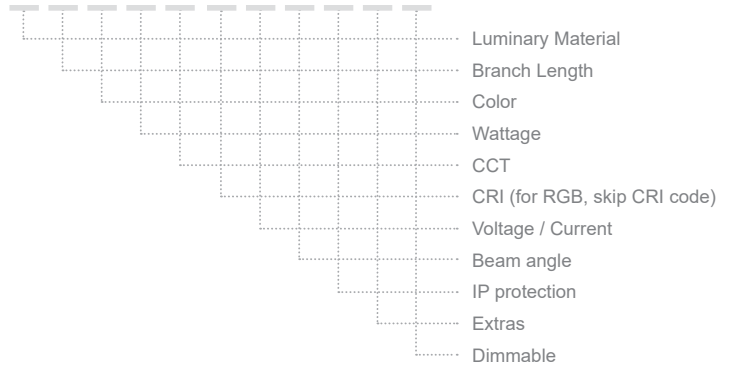 Luminary Material
Branch Length
Color
Wattage
CCT
CRI (for RGB, skip CRI code)
Voltage / Current
Beam angle
IP protection
Extras
Dimmable